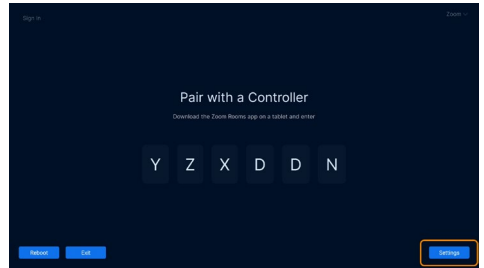 Sign In
Zoom
Pair with a Controller
Download the Zoom Rooms app on a tablet and enter
Y Z X D D N
Reboot
Exit
Settings